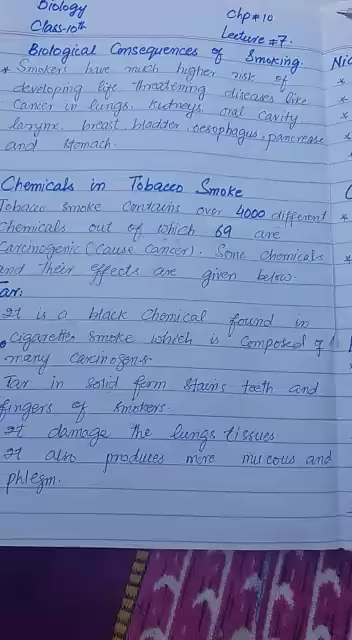 Biology
Chp#10
Class-10th
Lecture #7.
Biological Consequences of Smoking.
* Smokers have much higher risk of
developing life threatening diseases like
Cancer in lungs, Kidneys, oral cavity
larynx, breast, bladder, oesophagus, pancrease
and stomach.
Chemicals in Tobacco Smoke
Tobacco smoke Contains over 4000 different
Chemicals out of which 69 are
Carcinogenic (Cause Cancer). Some Chemicals
and their effects are given below.
Tar:
It is a black Chemical found in
Cigarettes smoke which is composed of
many Carcinogens.
Tar in solid form stains teeth and
fingers of smokers.
It damage the lungs tissues
It also produces more mucous and
phlegm.
Nic